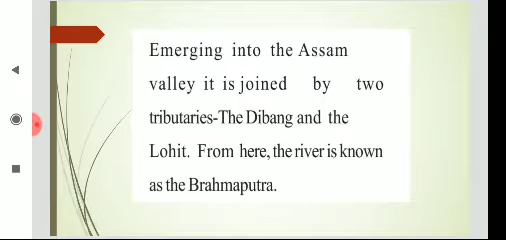 Emerging into the Assam
valley it is joined by two
tributaries-The Dibang and the
Lohit. From here, the river is known
as the Brahmaputra.